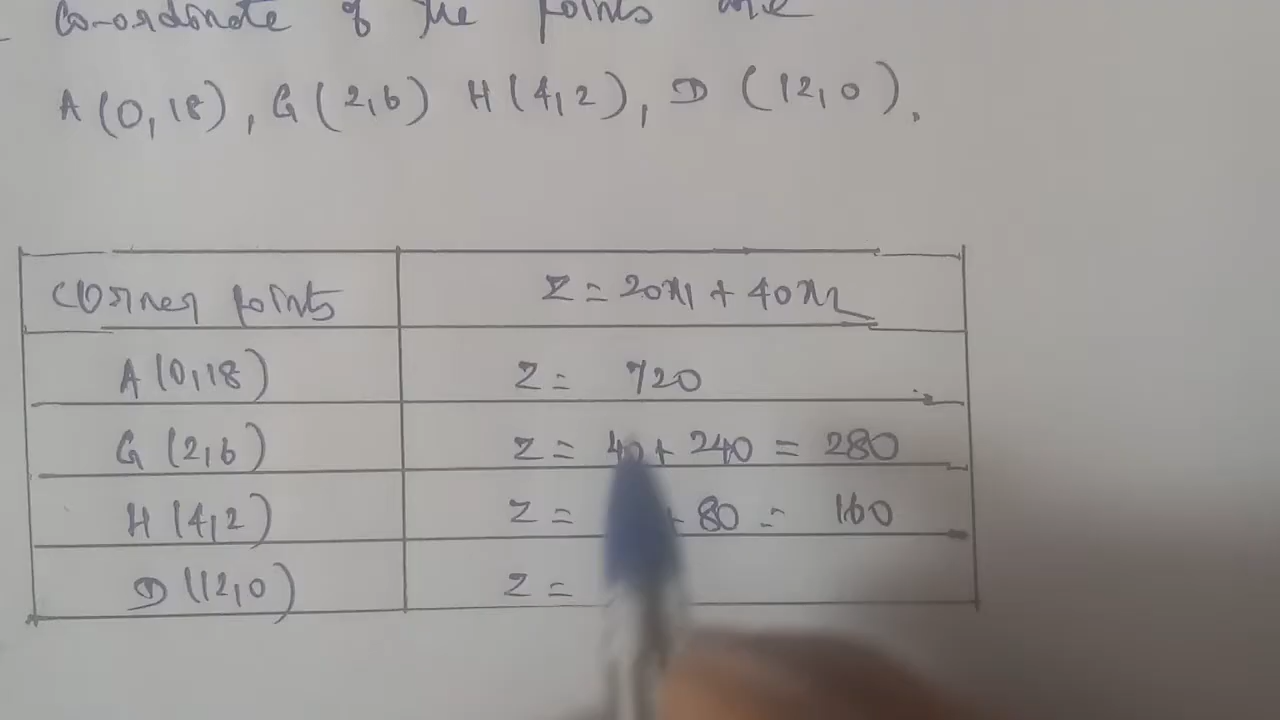 Co-ordinate of the points are
A(0,18), G(2,6) H(4,2), D (12,0).
Corner points Z = 20x1 + 40x2
A(0,18) Z = 720
G(2,6) Z = 40 + 240 = 280
H(4,2) Z = + 80 = 160
D(12,0) Z =